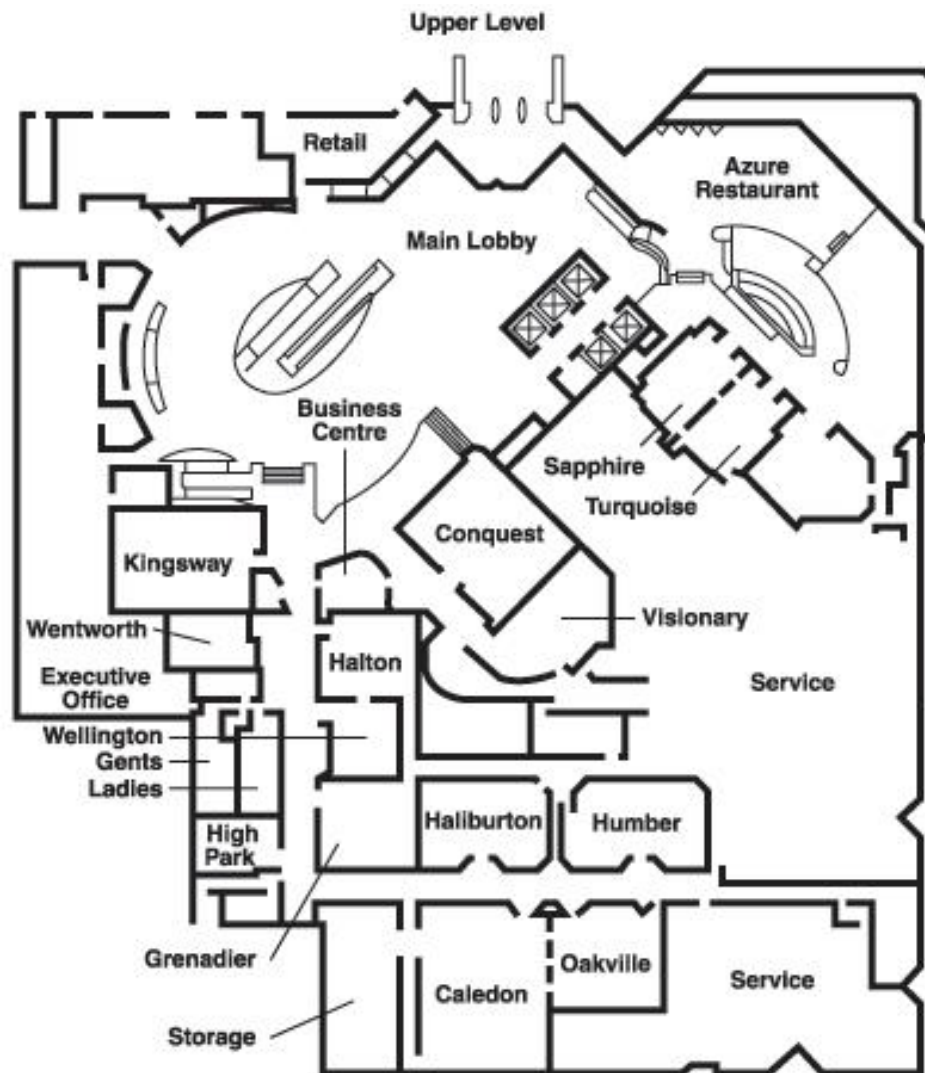 Upper Level
Retail
Azure
Restaurant
Main Lobby
Business
Centre
Sapphire
Turquoise
Conquest
Kingsway
Visionary
Wentworth
Halton
Executive
Office
Service
Wellington
Gents
Ladies
Haliburton
Humber
High
Park
Grenadier
Oakville
Caledon
Service
Storage